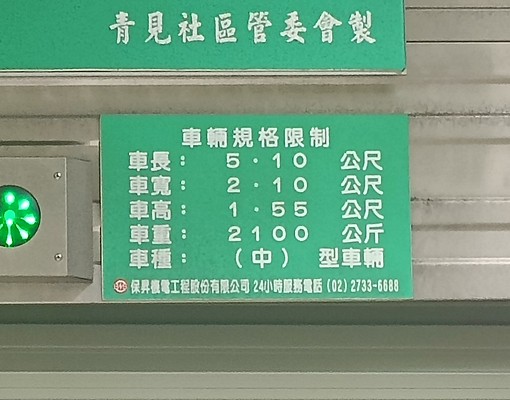 青見社區管委會製
車輛規格限制
車長： 5．10 公尺
車寬： 2．10 公尺
車高： 1．55 公尺
車重： 2100 公斤
車種： （中） 型車輛
保昇機電工程股份有限公司 24小時服務電話 (02) 2733-6688